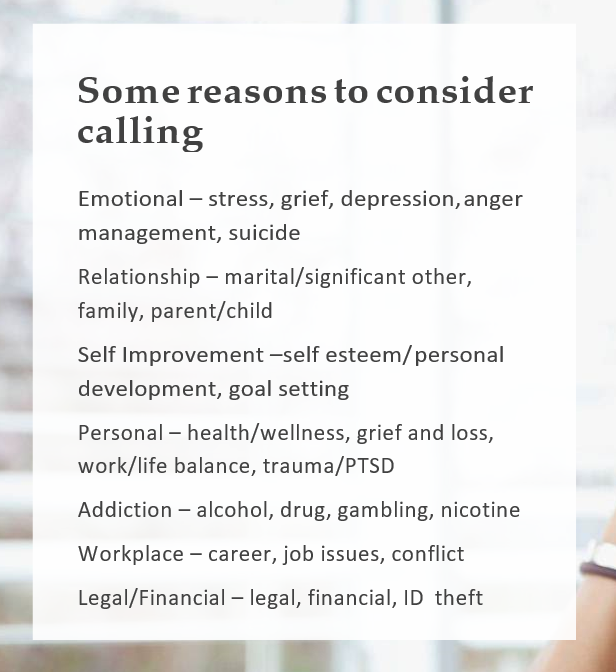 Some reasons to consider
calling
Emotional – stress, grief, depression, anger
management, suicide
Relationship – marital/significant other,
family, parent/child
Self Improvement –self esteem/personal
development, goal setting
Personal – health/wellness, grief and loss,
work/life balance, trauma/PTSD
Addiction – alcohol, drug, gambling, nicotine
Workplace – career, job issues, conflict
Legal/Financial – legal, financial, ID  theft